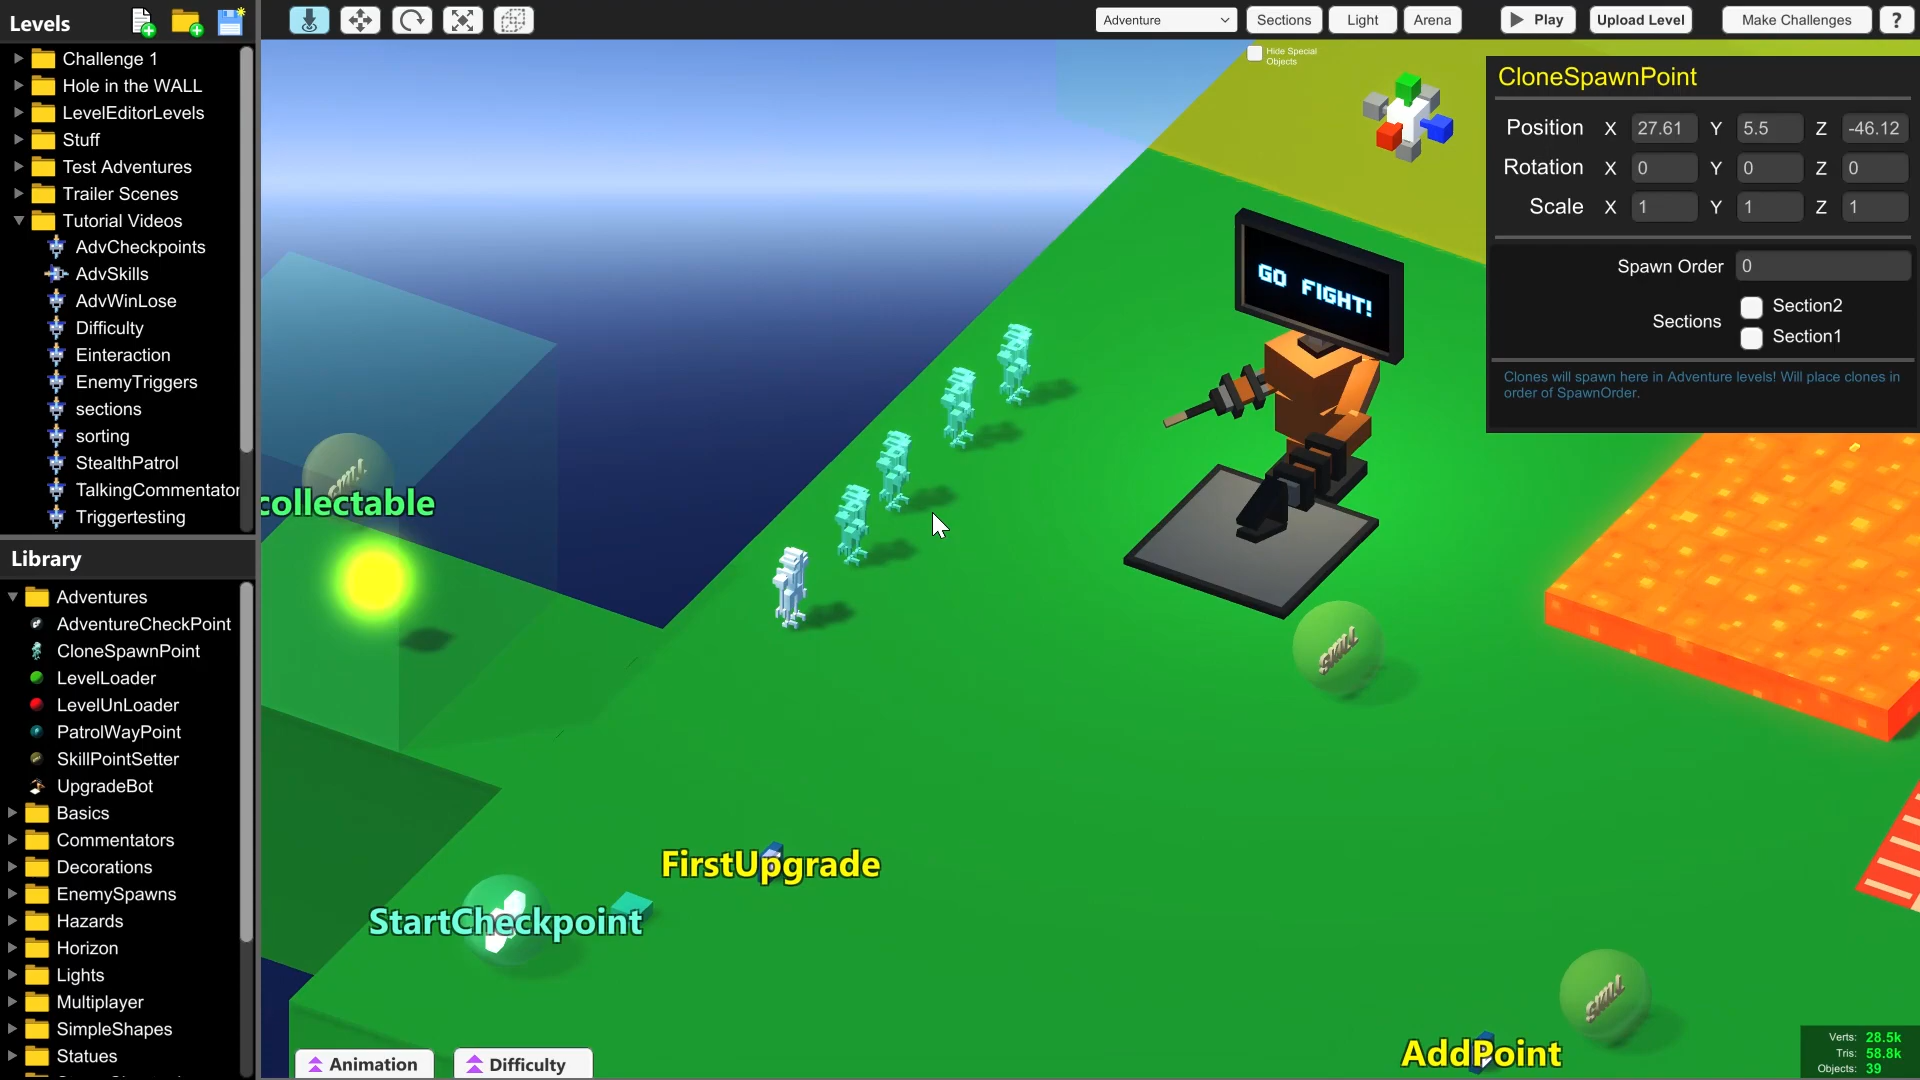 Levels
Challenge 1
Hole in the WALL
LevelEditorLevels
Stuff
Test Adventures
Trailer Scenes
Tutorial Videos
AdvCheckpoints
AdvSkills
AdvWinLose
Difficulty
Einteraction
EnemyTriggers
sections
sorting
StealthPatrol
TalkingCommentator
Triggertesting
Library
Adventures
AdventureCheckPoint
CloneSpawnPoint
LevelLoader
LevelUnLoader
PatrolWayPoint
SkillPointSetter
UpgradeBot
Basics
Commentators
Decorations
EnemySpawns
Hazards
Horizon
Lights
Multiplayer
SimpleShapes
Statues
Adventure
Sections
Light
Arena
Play
Upload Level
Make Challenges
?
Hide Special
Objects
GO FIGHT!
collectable
SKILL
FirstUpgrade
StartCheckpoint
SKILL
AddPoint
Animation
Difficulty
CloneSpawnPoint
Position X 27.61 Y 5.5 Z -46.12
Rotation X 0 Y 0 Z 0
Scale X 1 Y 1 Z 1
Spawn Order 0
Sections
Section2
Section1
Clones will spawn here in Adventure levels! Will place clones in
order of SpawnOrder.
Verts: 28.5k
Tris: 58.8k
Objects: 39